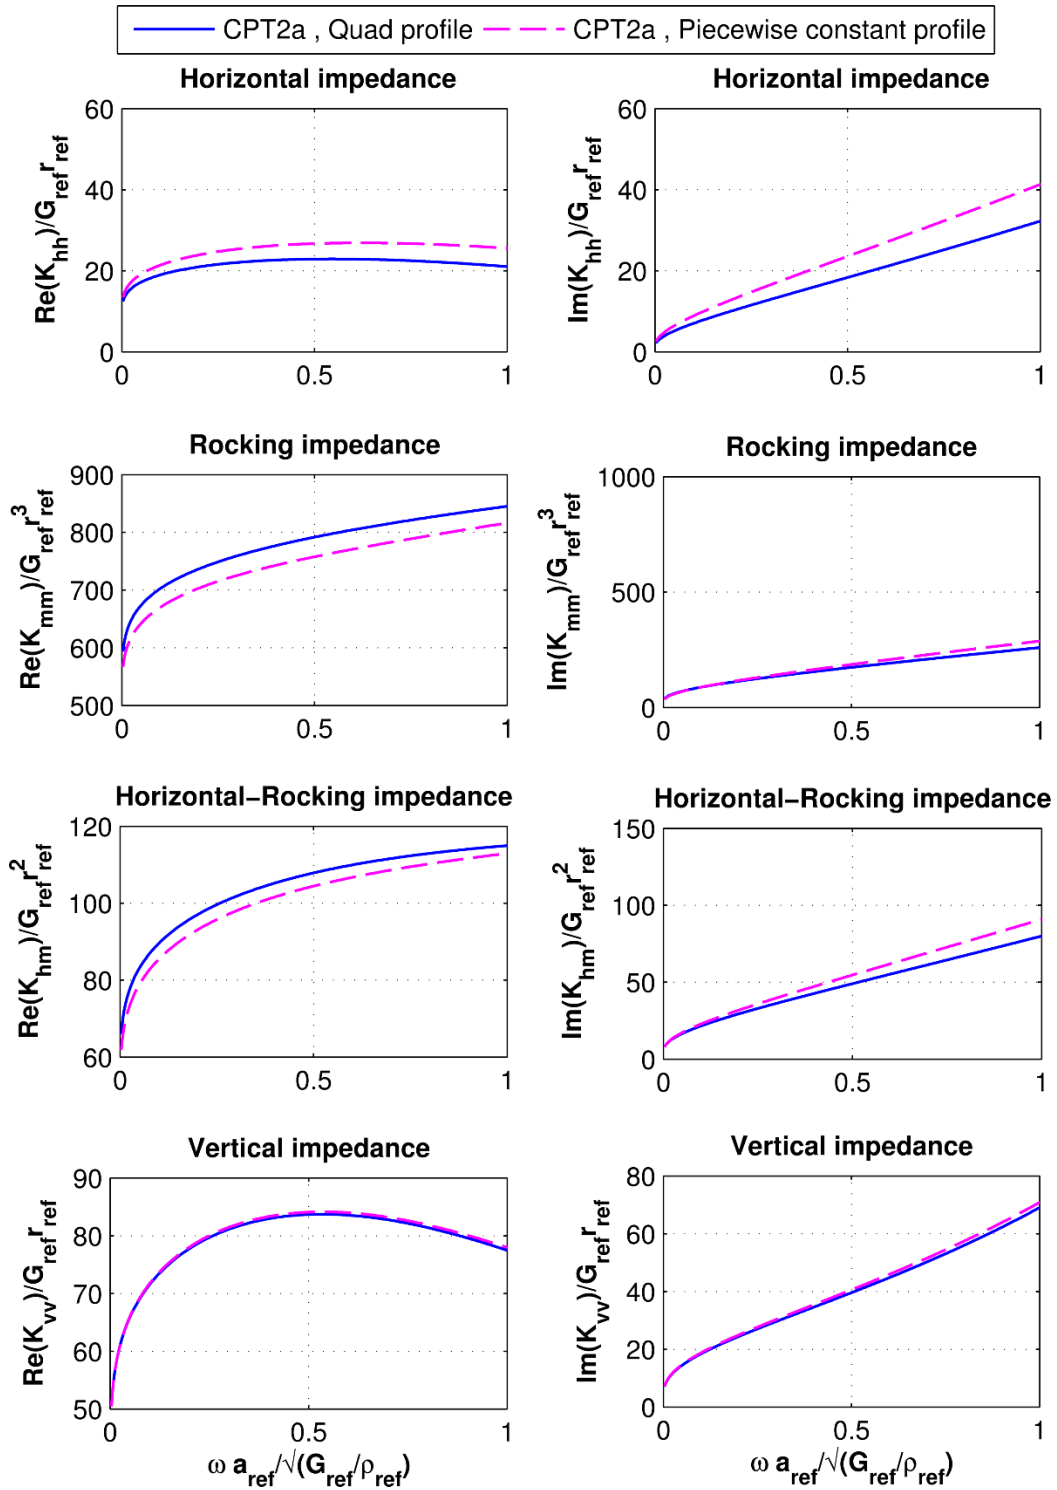 CPT2a , Quad profile CPT2a , Piecewise constant profile
Horizontal impedance
Re(K_hh)/G_ref r_ref
60
40
20
0
0 0.5 1
Horizontal impedance
Im(K_hh)/G_ref r_ref
60
40
20
0
0 0.5 1
Rocking impedance
Re(K_mm)/G_ref r^3_ref
900
800
700
600
500
0 0.5 1
Rocking impedance
Im(K_mm)/G_ref r^3_ref
1000
500
0
0 0.5 1
Horizontal−Rocking impedance
Re(K_hm)/G_ref r^2_ref
120
100
80
60
0 0.5 1
Horizontal−Rocking impedance
Im(K_hm)/G_ref r^2_ref
150
100
50
0
0 0.5 1
Vertical impedance
Re(K_vv)/G_ref r_ref
90
80
70
60
50
0 0.5 1
ω a_ref/√(G_ref/ρ_ref)
Vertical impedance
Im(K_vv)/G_ref r_ref
80
60
40
20
0
0 0.5 1
ω a_ref/√(G_ref/ρ_ref)